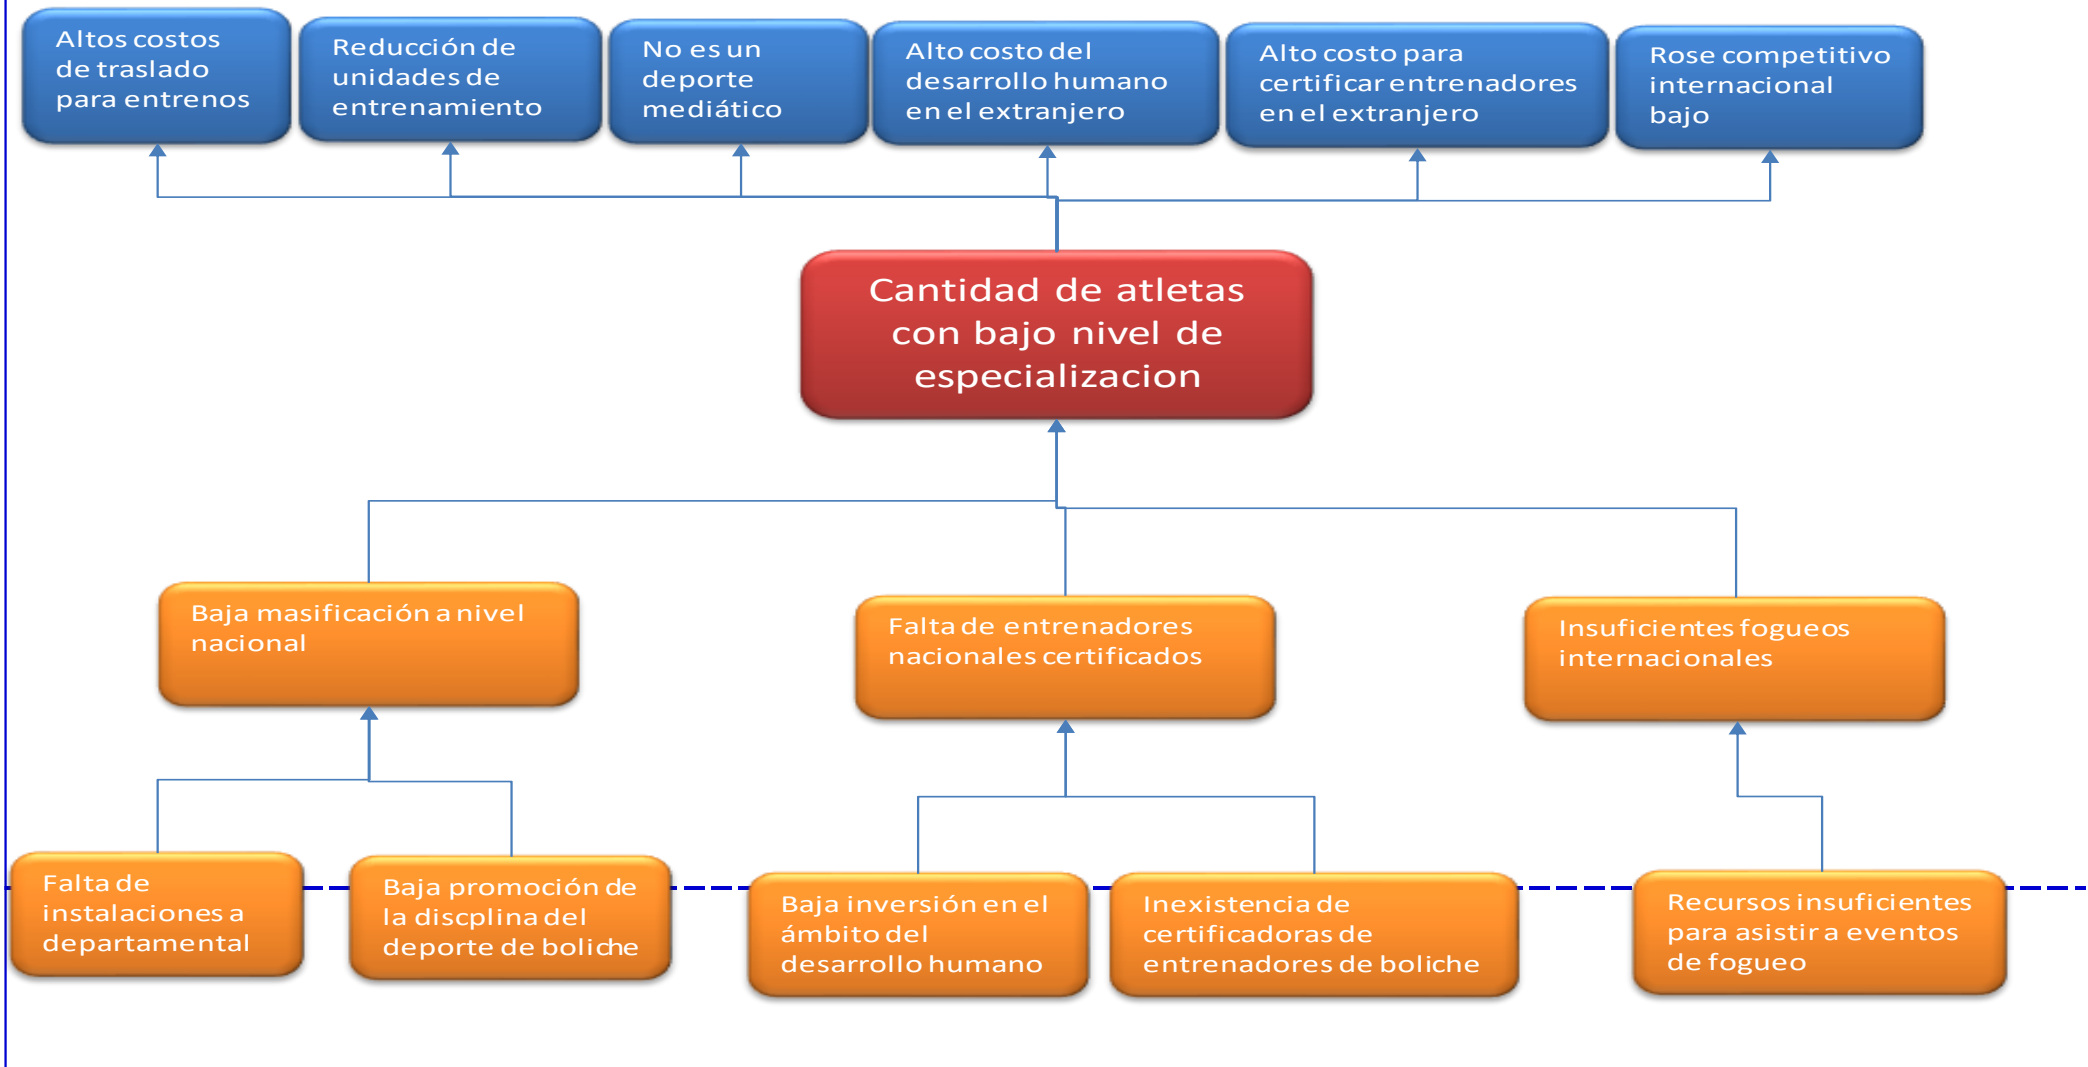 Altos costos
de traslado
para entrenos
Reducción de
unidades de
entrenamiento
No es un
deporte
mediático
Alto costo del
desarrollo humano
en el extranjero
Alto costo para
certificar entrenadores
en el extranjero
Rose competitivo
internacional
bajo
Cantidad de atletas
con bajo nivel de
especializacion
Baja masificación a nivel
nacional
Falta de entrenadores
nacionales certificados
Insuficientes fogueos
internacionales
Falta de
instalaciones a
departamental
Baja promoción de
la discplina del
deporte de boliche
Baja inversión en el
ámbito del
desarrollo humano
Inexistencia de
certificadoras de
entrenadores de boliche
Recursos insuficientes
para asistir a eventos
de fogueo